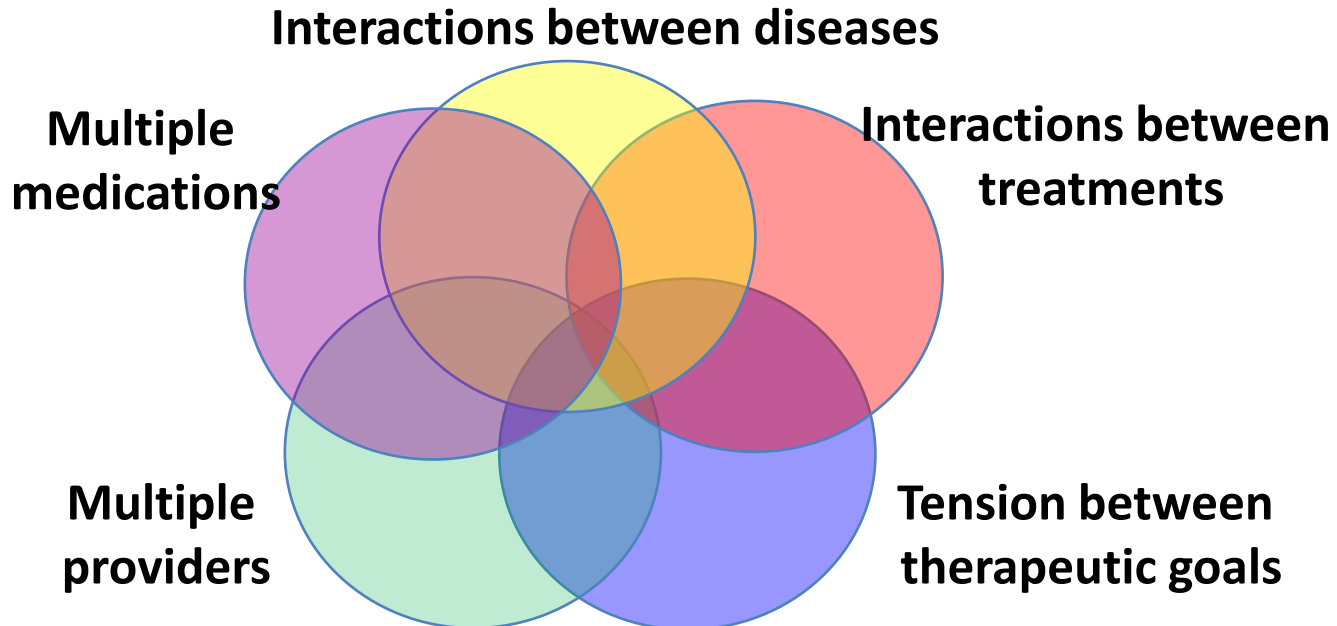 Interactions between diseases
Multiple
medications
Interactions between
treatments
Multiple
providers
Tension between
therapeutic goals